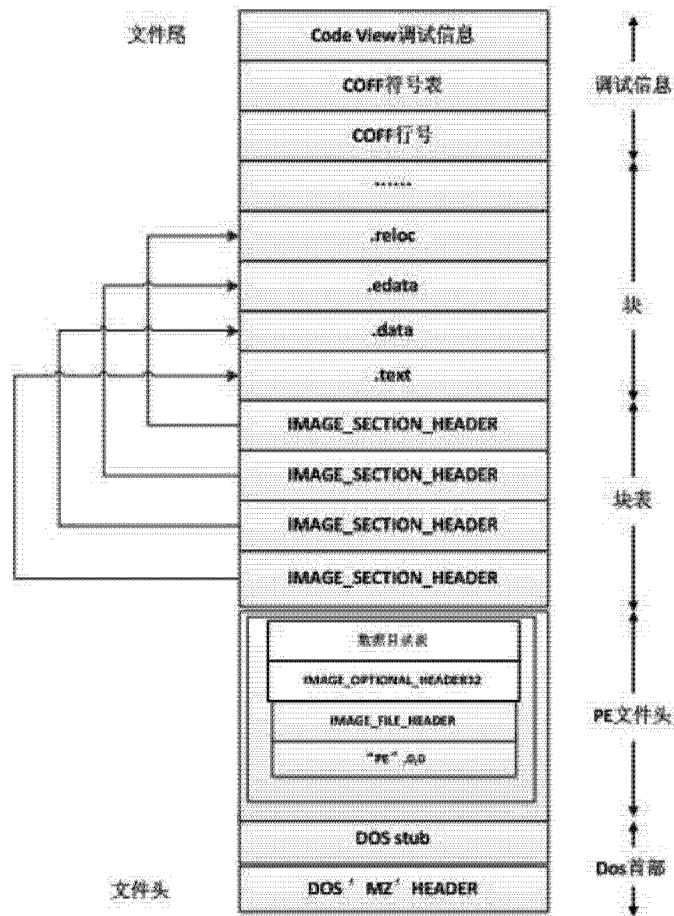 文件尾
Code View调试信息
COFF符号表
调试信息
COFF行号
......
.reloc
.edata
块
.data
.text
IMAGE_SECTION_HEADER
IMAGE_SECTION_HEADER
块表
IMAGE_SECTION_HEADER
IMAGE_SECTION_HEADER
数据目录表
IMAGE_OPTIONAL_HEADER32
IMAGE_FILE_HEADER
PE文件头
“PE”,0,0
DOS stub
Dos首部
文件头
DOS‘MZ’HEADER